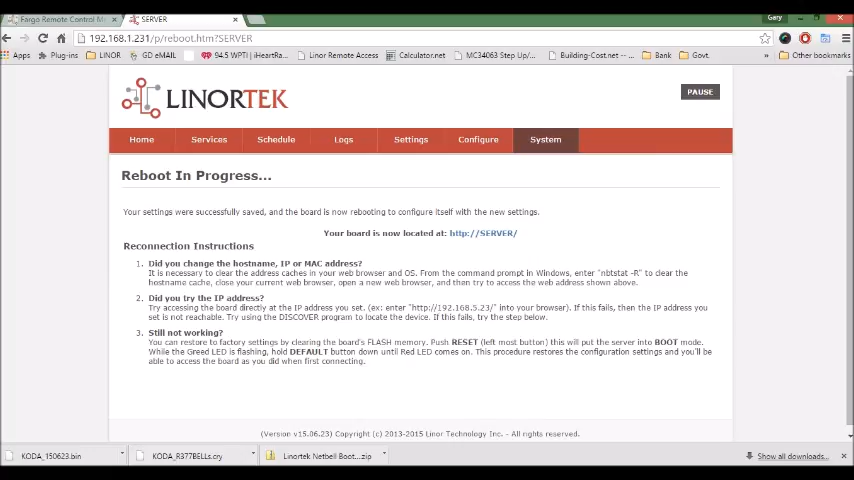 Fargo Remote Control M
SERVER
Gary
192.168.1.231/p/reboot.htm?SERVER
Apps
Plug-ins
LINOR
GD eMAIL
94.5 WPTI | iHeartRa...
Linor Remote Access
Calculator.net
MC34063 Step Up/...
Building-Cost.net --...
Bank
Govt.
»
Other bookmarks
LINORTEK
PAUSE
Home
Services
Schedule
Logs
Settings
Configure
System
Reboot In Progress...
Your settings were successfully saved, and the board is now rebooting to configure itself with the new settings.
Your board is now located at: http://SERVER/
Reconnection Instructions
1. Did you change the hostname, IP or MAC address?
It is necessary to clear the address caches in your web browser and OS. From the command prompt in Windows, enter "nbtstat -R" to clear the
hostname cache, close your current web browser, open a new web browser, and then try to access the web address shown above.
2. Did you try the IP address?
Try accessing the board directly at the IP address you set. (ex: enter "http://192.168.5.23/" into your browser). If this fails, then the IP address you
set is not reachable. Try using the DISCOVER program to locate the device. If this fails, try the step below.
3. Still not working?
You can restore to factory settings by clearing the board's FLASH memory. Push RESET (left most button) this will put the server into BOOT mode.
While the Greed LED is flashing, hold DEFAULT button down until Red LED comes on. This procedure restores the configuration settings and you'll be
able to access the board as you did when first connecting.
(Version v15.06.23) Copyright (c) 2013-2015 Linor Technology Inc. - All rights reserved.
KODA_150623.bin
KODA_R377BELLs.cry
Linortek Netbell Boot....zip
Show all downloads...